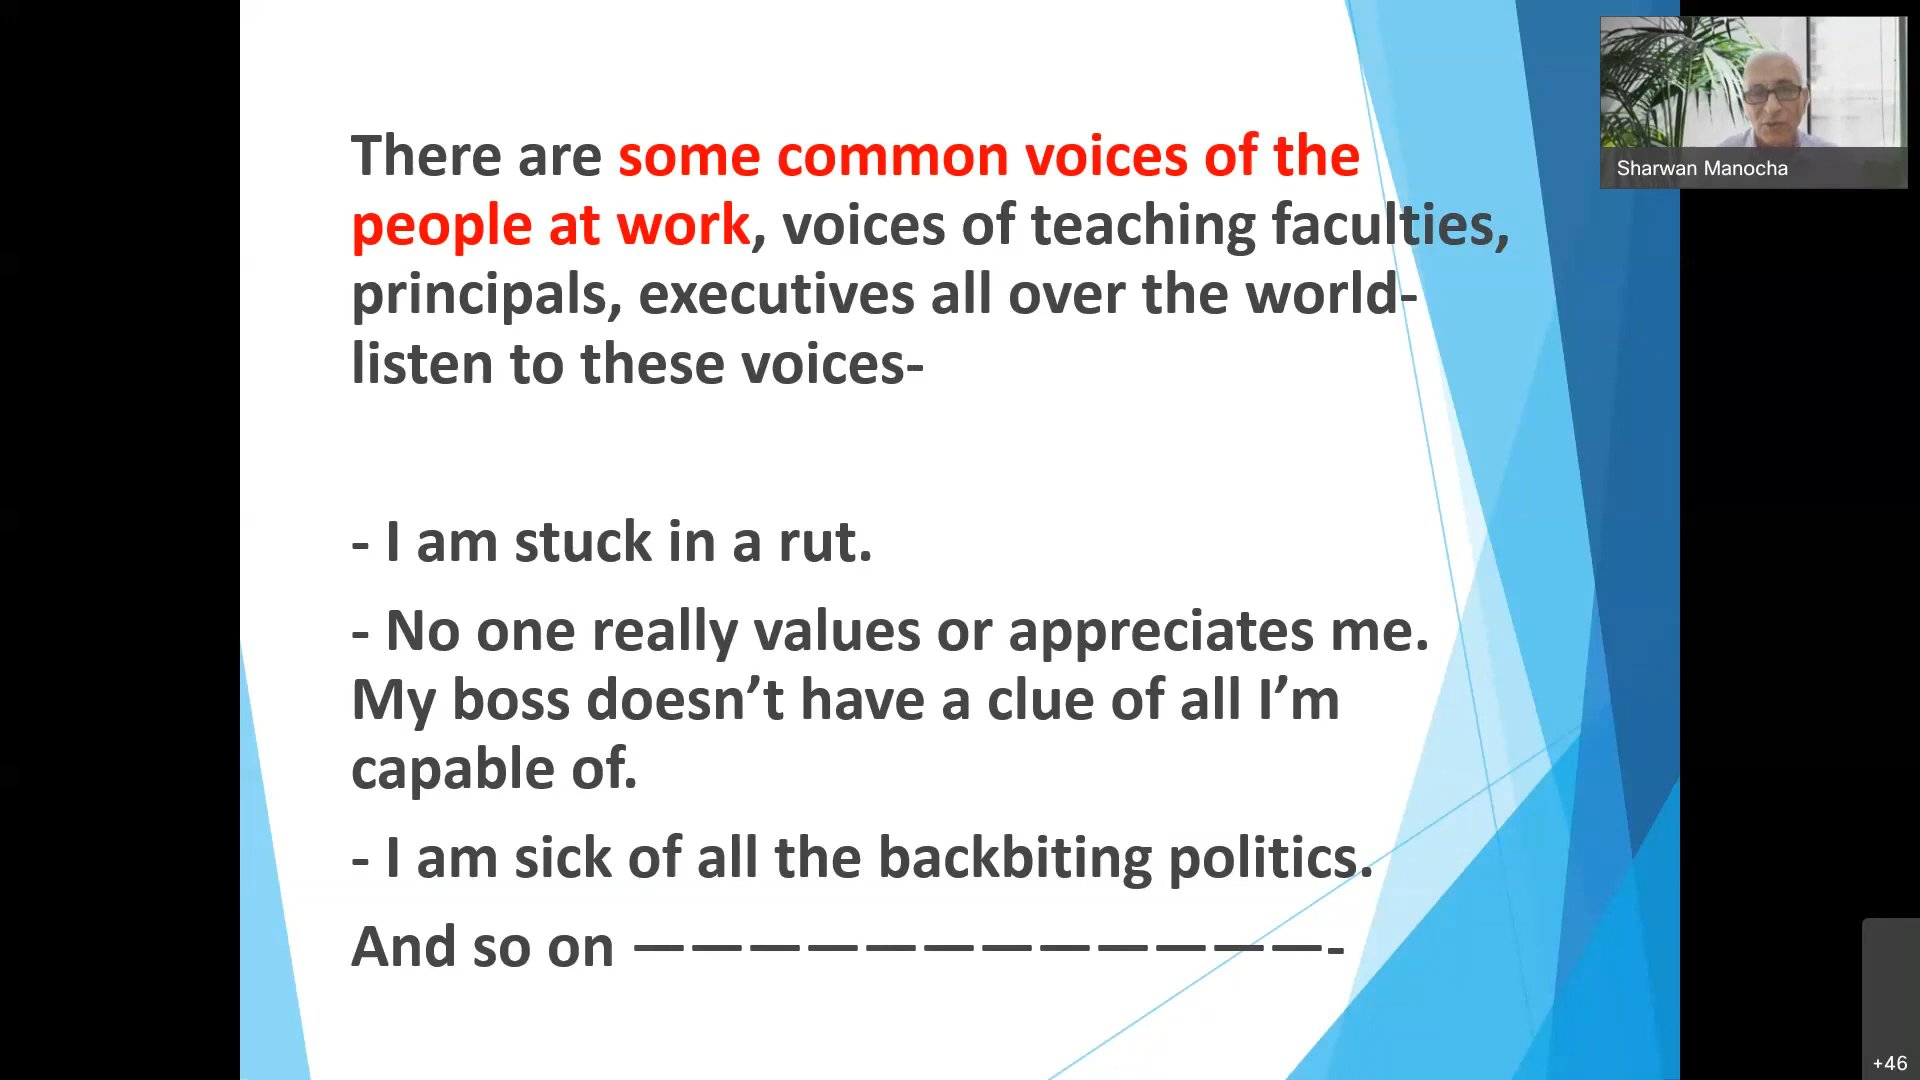 There are some common voices of the
people at work, voices of teaching faculties,
principals, executives all over the world-
listen to these voices-
- I am stuck in a rut.
- No one really values or appreciates me.
My boss doesn’t have a clue of all I’m
capable of.
- I am sick of all the backbiting politics.
And so on ————————————-
Sharwan Manocha
+46